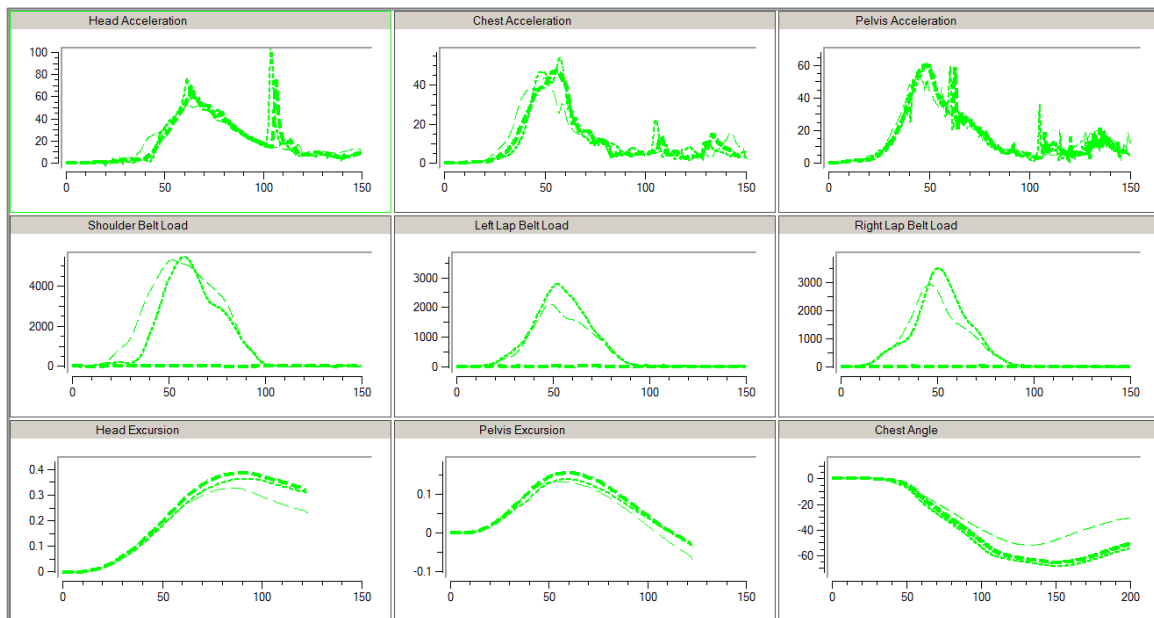 Head Acceleration
100
80
60
40
20
0
0 50 100 150
Chest Acceleration
40
20
0
0 50 100 150
Pelvis Acceleration
60
40
20
0
0 50 100 150
Shoulder Belt Load
4000
2000
0
0 50 100 150
Left Lap Belt Load
3000
2000
1000
0
0 50 100 150
Right Lap Belt Load
3000
2000
1000
0
0 50 100 150
Head Excursion
0.4
0.3
0.2
0.1
0
0 50 100 150
Pelvis Excursion
0.1
0
-0.1
0 50 100 150
Chest Angle
0
-20
-40
-60
0 50 100 150 200